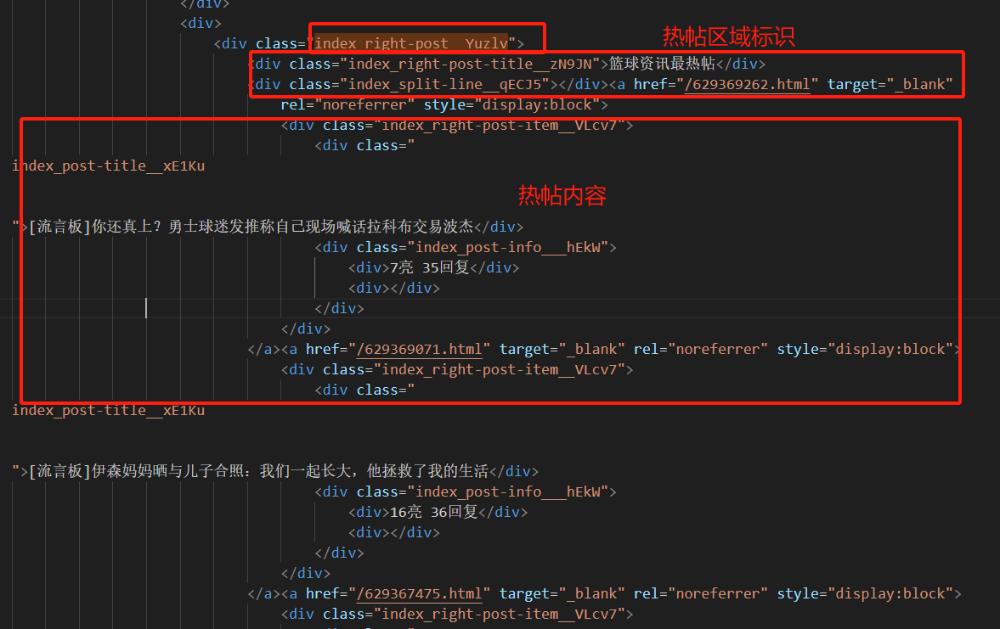 </div>
<div>
<div class="index_right-post__Yuzlv">
热帖区域标识
<div class="index_right-post-title__zN9JN">篮球资讯最热帖</div>
<div class="index_split-line__qECJ5"></div><a href="/629369262.html" target="_blank"
rel="noreferrer" style="display:block">
<div class="index_right-post-item__VLcv7">
<div class="
index_post-title__xE1Ku
热帖内容
">[流言板]你还真上？勇士球迷发推称自己现场喊话拉科布交易波杰</div>
<div class="index_post-info___hEkW">
<div>7亮 35回复</div>
<div></div>
</div>
</div>
</a><a href="/629369071.html" target="_blank" rel="noreferrer" style="display:block">
<div class="index_right-post-item__VLcv7">
<div class="
index_post-title__xE1Ku
">[流言板]伊森妈妈晒与儿子合照：我们一起长大，他拯救了我的生活</div>
<div class="index_post-info___hEkW">
<div>16亮 36回复</div>
<div></div>
</div>
</div>
</a><a href="/629367475.html" target="_blank" rel="noreferrer" style="display:block">
<div class="index_right-post-item__VLcv7">